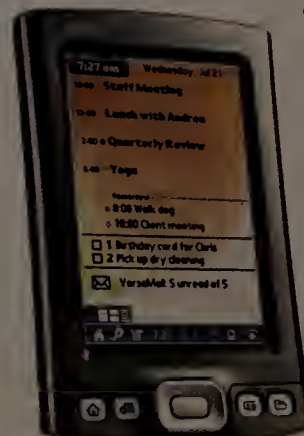 7:27 am Wednesday, Jul 21
Staff Meeting
Lunch with Andrea
Quarterly Review
Yoga
8:00 Walk dog
10:00 Client meeting
1 Birthday card for Chris
2 Pick up dry cleaning
VersaMail: 5 unread of 5